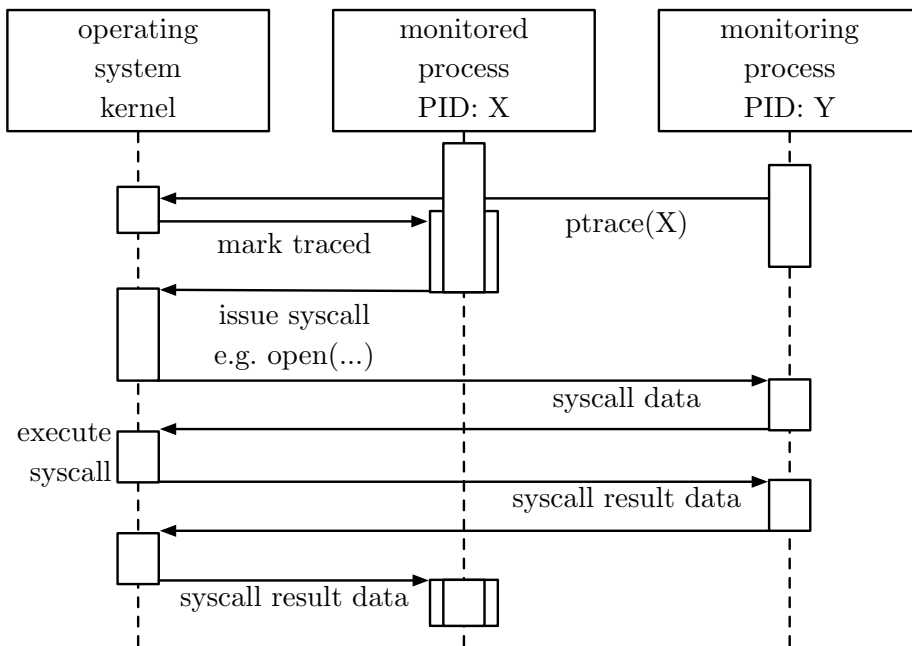 operating
system
kernel
monitored
process
PID: X
monitoring
process
PID: Y
ptrace(X)
mark traced
issue syscall
e.g. open(...)
syscall data
execute
syscall
syscall result data
syscall result data